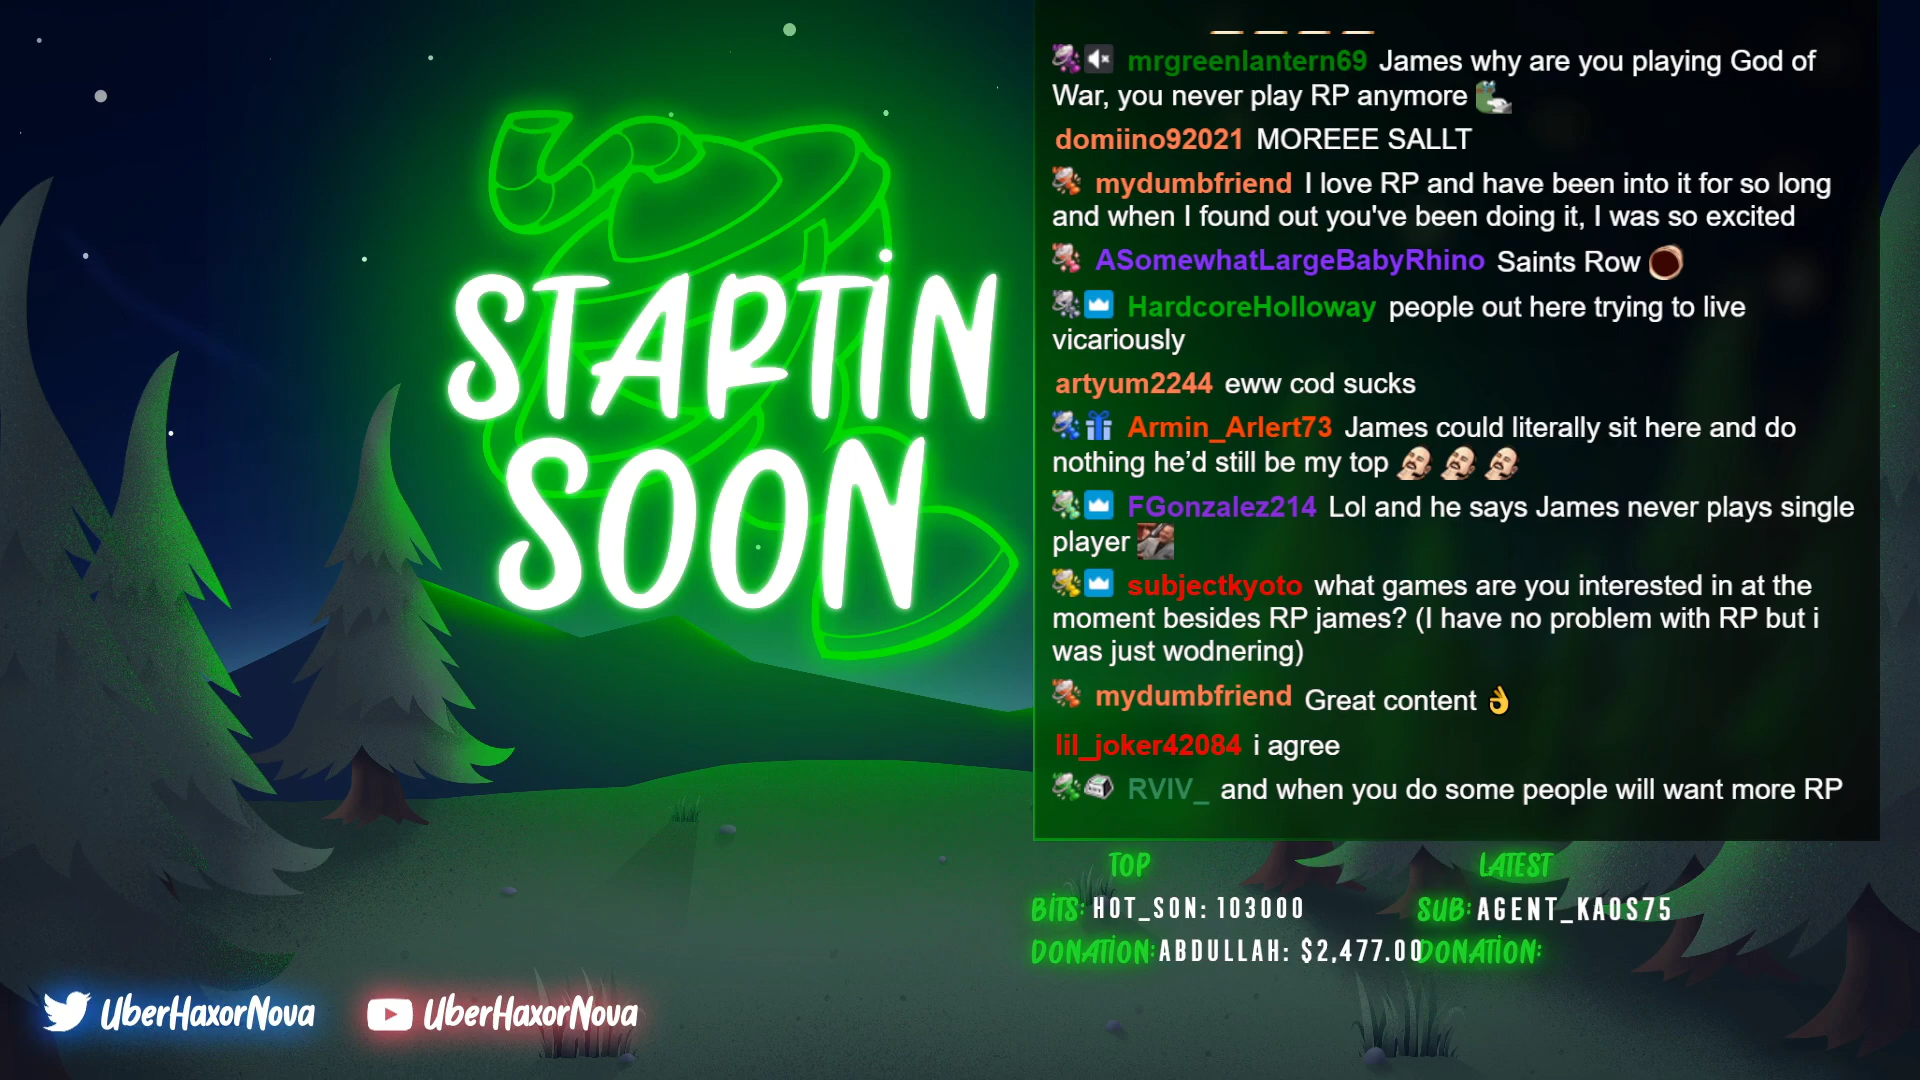 STARTIN
SOON
mrgreenlantern69 James why are you playing God of
War, you never play RP anymore
domiino92021 MOREEE SALLT
mydumbfriend I love RP and have been into it for so long
and when I found out you've been doing it, I was so excited
ASomewhatLargeBabyRhino Saints Row
HardcoreHolloway people out here trying to live
vicariously
artyum2244 eww cod sucks
Armin_Arlert73 James could literally sit here and do
nothing he’d still be my top
FGonzalez214 Lol and he says James never plays single
player
subjectkyoto what games are you interested in at the
moment besides RP james? (I have no problem with RP but i
was just wodnering)
mydumbfriend Great content 👌
lil_joker42084 i agree
RVIV_ and when you do some people will want more RP
TOP
BITS: HOT_SON: 103000
DONATION: ABDULLAH: $2,477.00
LATEST
SUB: AGENT_KAOS75
DONATION:
UberHaxorNova
UberHaxorNova